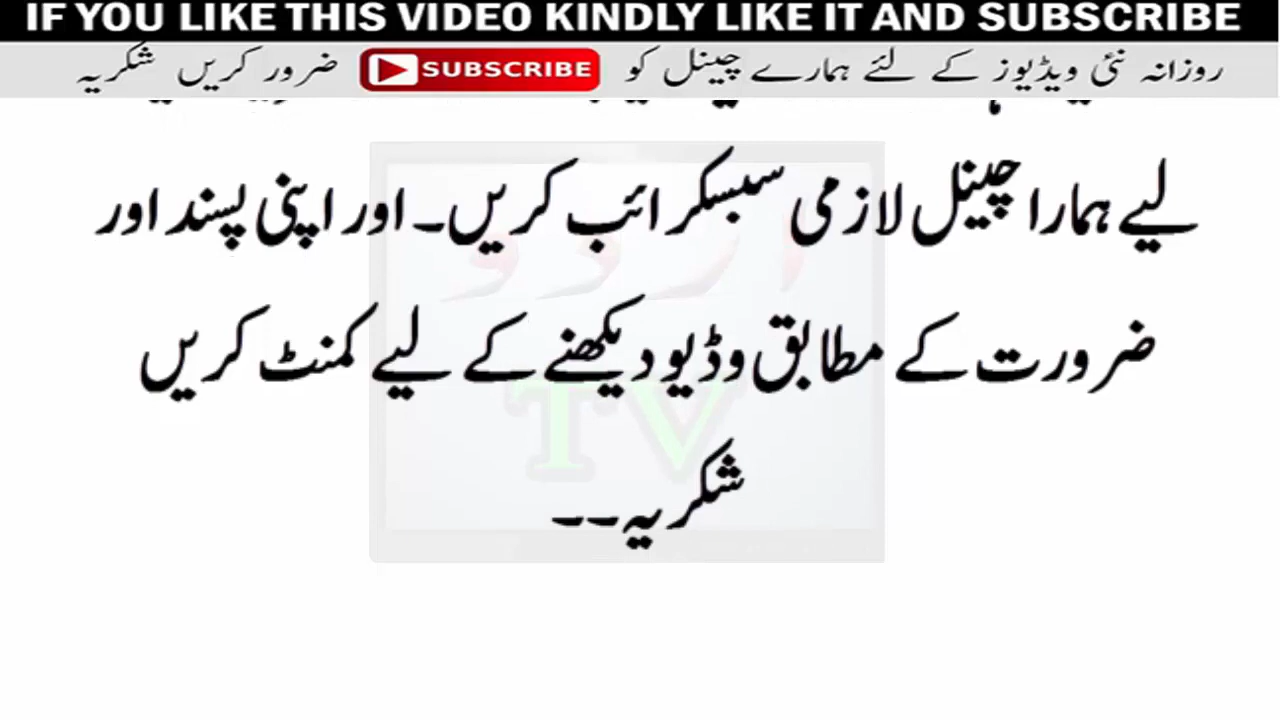 IF YOU LIKE THIS VIDEO KINDLY LIKE IT AND SUBSCRIBE
روزانہ نئی ویڈیوز کے لئے ہمارے چینل کو SUBSCRIBE ضرور کریں شکریہ
لیے ہمارا چینل لازمی سبسکرائب کریں۔ اور اپنی پسند اور
ضرورت کے مطابق وڈیو دیکھنے کے لیے کمنٹ کریں
شکریہ۔۔
اردو
TV